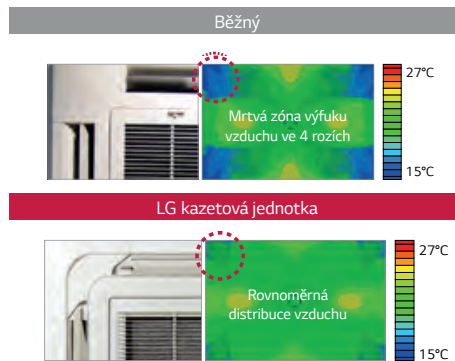 Běžný
27°C
Mrtvá zóna výfuku
vzduchu ve 4 rozích
15°C
LG kazetová jednotka
27°C
Rovnoměrná
distribuce vzduchu
15°C